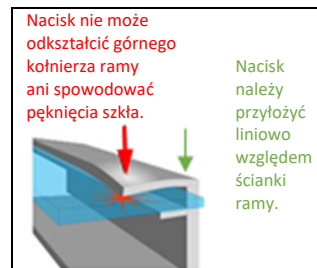 Nacisk nie może
odkształcić górnego
kołnierza ramy
ani spowodować
pęknięcia szkła.
Nacisk
należy
przyłożyć
liniowo
względem
ścianki
ramy.